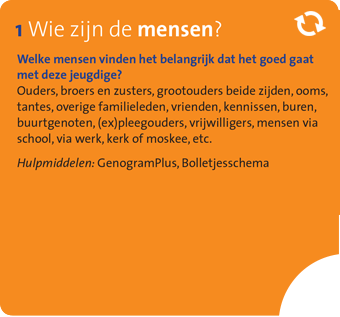 1 Wie zijn de mensen?
Welke mensen vinden het belangrijk dat het goed gaat
met deze jeugdige?
Ouders, broers en zusters, grootouders beide zijden, ooms,
tantes, overige familieleden, vrienden, kennissen, buren,
buurtgenoten, (ex)pleegouders, vrijwilligers, mensen via
school, via werk, kerk of moskee, etc.
Hulpmiddelen: GenogramPlus, Bolletjesschema